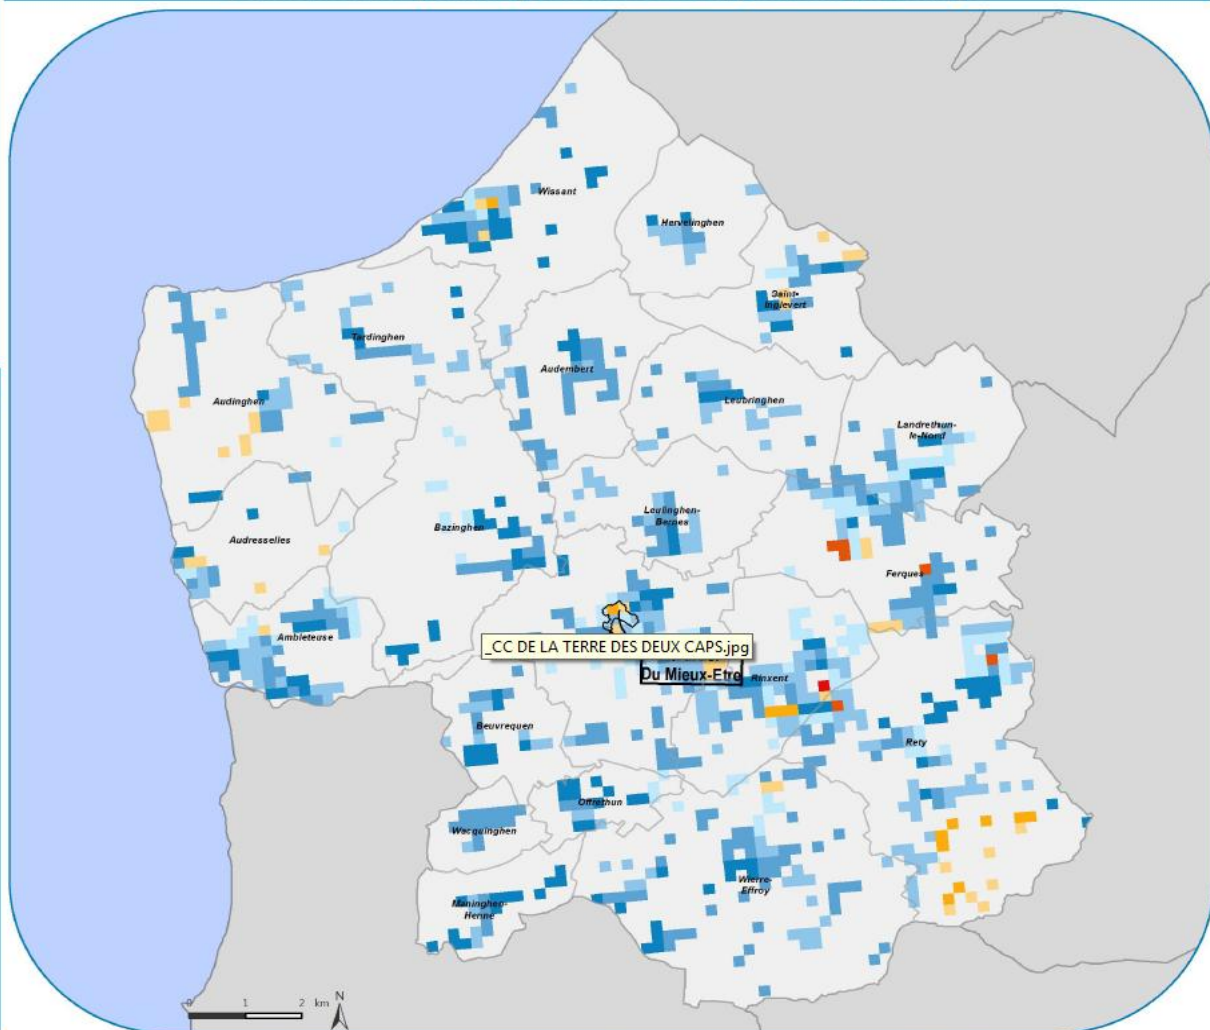 Wissant
Hervelinghen
Saint-
Inglevert
Tardinghen
Audembert
Audinghen
Leubringhen
Landrethun-
le-Nord
Leulinghen-
Bernes
Bazinghen
Audresselles
Ferques
Ambleteuse
_CC DE LA TERRE DES DEUX CAPS.jpg
Du Mieux-Etre
Rinxent
Beuvrequen
Rety
Offrethun
Wacquinghen
Wierre-
Effroy
Maninghen-
Henne
0 1 2 km N